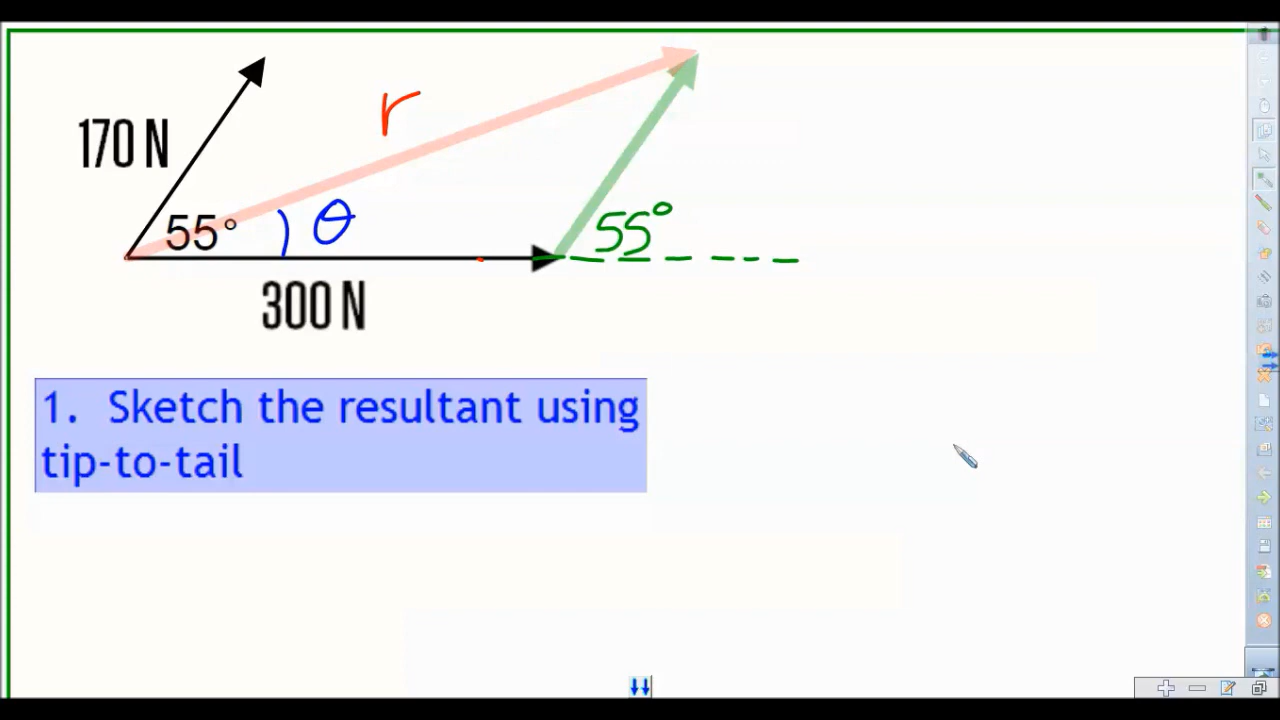 r
170 N
55°
θ
55°
300 N
1. Sketch the resultant using
tip-to-tail